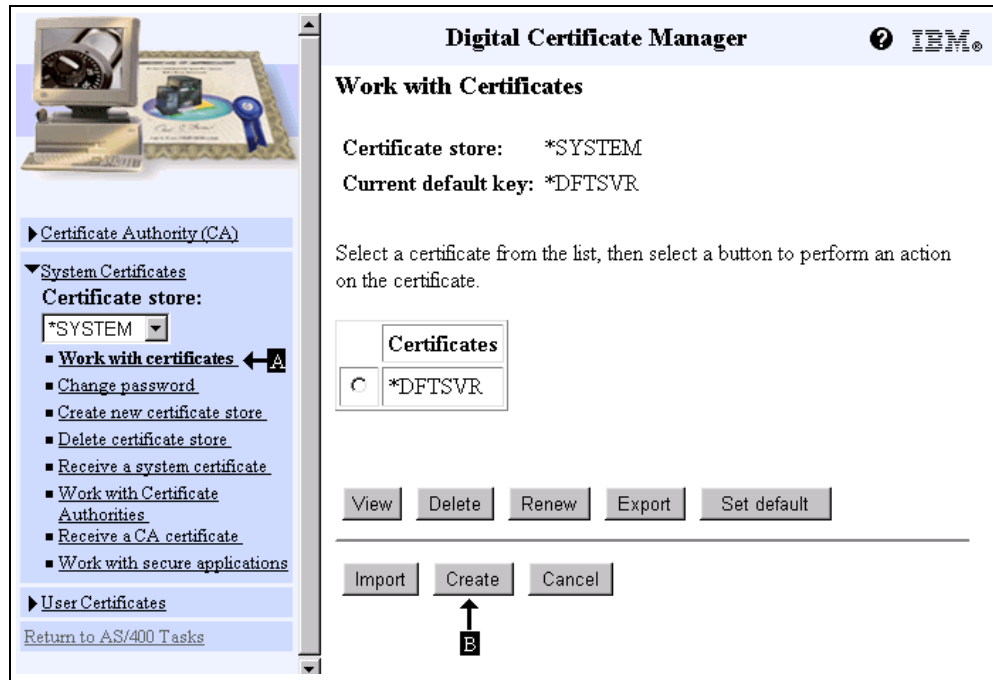 Certificate Authority (CA)
System Certificates
Certificate store:
*SYSTEM
Work with certificates
A
Change password
Create new certificate store
Delete certificate store
Receive a system certificate
Work with Certificate
Authorities
Receive a CA certificate
Work with secure applications
User Certificates
Return to AS/400 Tasks
Digital Certificate Manager
? IBM®
Work with Certificates
Certificate store: *SYSTEM
Current default key: *DFTSVR
Select a certificate from the list, then select a button to perform an action
on the certificate.
Certificates
*DFTSVR
View Delete Renew Export Set default
Import Create Cancel
B